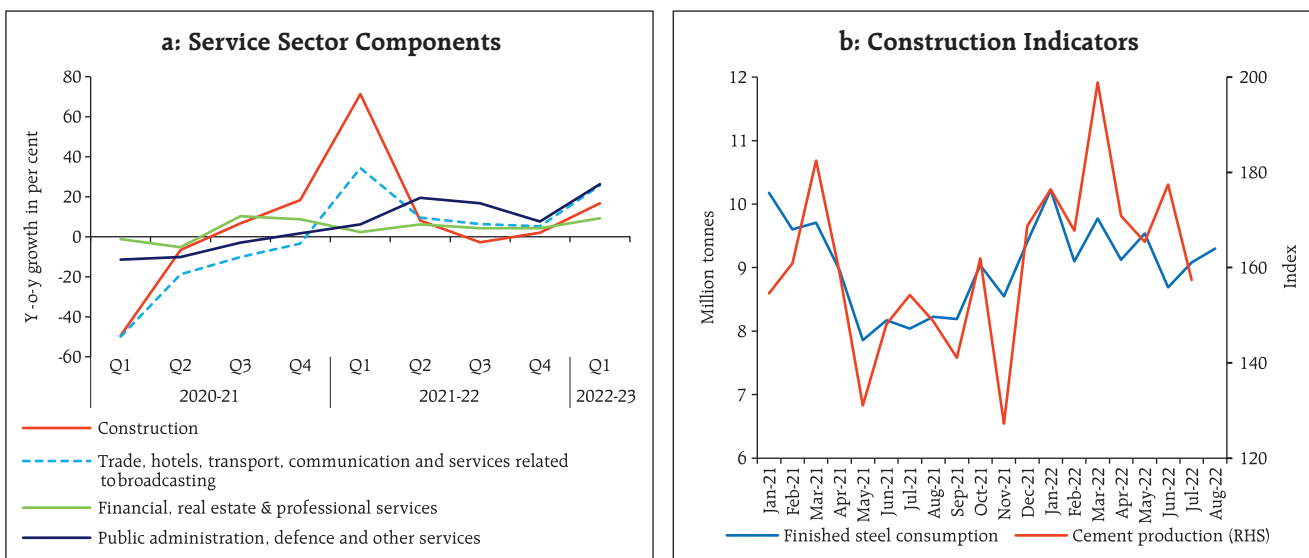 a: Service Sector Components
Y-o-y growth in per cent
80
60
40
20
0
-20
-40
-60
Q1 Q2 Q3 Q4 Q1 Q2 Q3 Q4 Q1
2020-21 2021-22 2022-23
Construction
Trade, hotels, transport, communication and services related
to broadcasting
Financial, real estate & professional services
Public administration, defence and other services
b: Construction Indicators
Million tonnes
12
11
10
9
8
7
6
200
180
160
140
120
Index
Jan-21 Feb-21 Mar-21 Apr-21 May-21 Jun-21 Jul-21 Aug-21 Sep-21 Oct-21 Nov-21 Dec-21 Jan-22 Feb-22 Mar-22 Apr-22 May-22 Jun-22 Jul-22 Aug-22
Finished steel consumption Cement production (RHS)